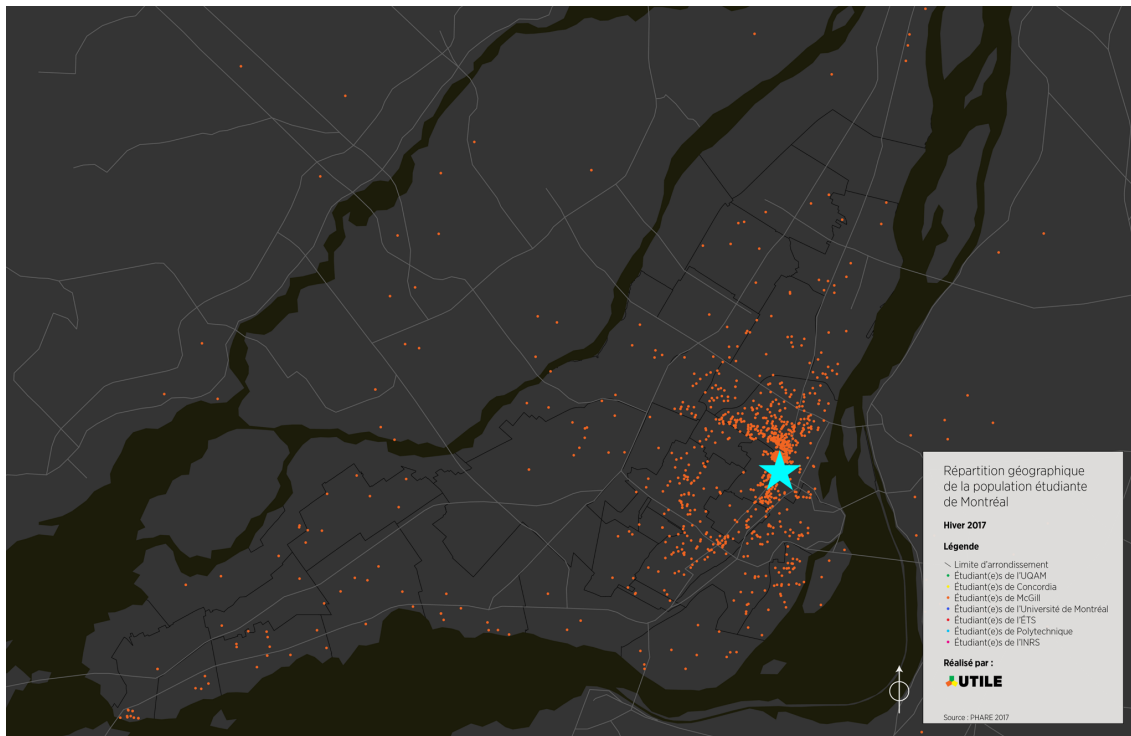 Répartition géographique
de la population étudiante
de Montréal
Hiver 2017
Légende
Limite d'arrondissement
Étudiant(e)s de l'UQAM
Étudiant(e)s de Concordia
Étudiant(e)s de McGill
Étudiant(e)s de l'Université de Montréal
Étudiant(e)s de l'ÉTS
Étudiant(e)s de Polytechnique
Étudiant(e)s de l'INRS
Réalisé par :
UTILE
Source : PHARE 2017